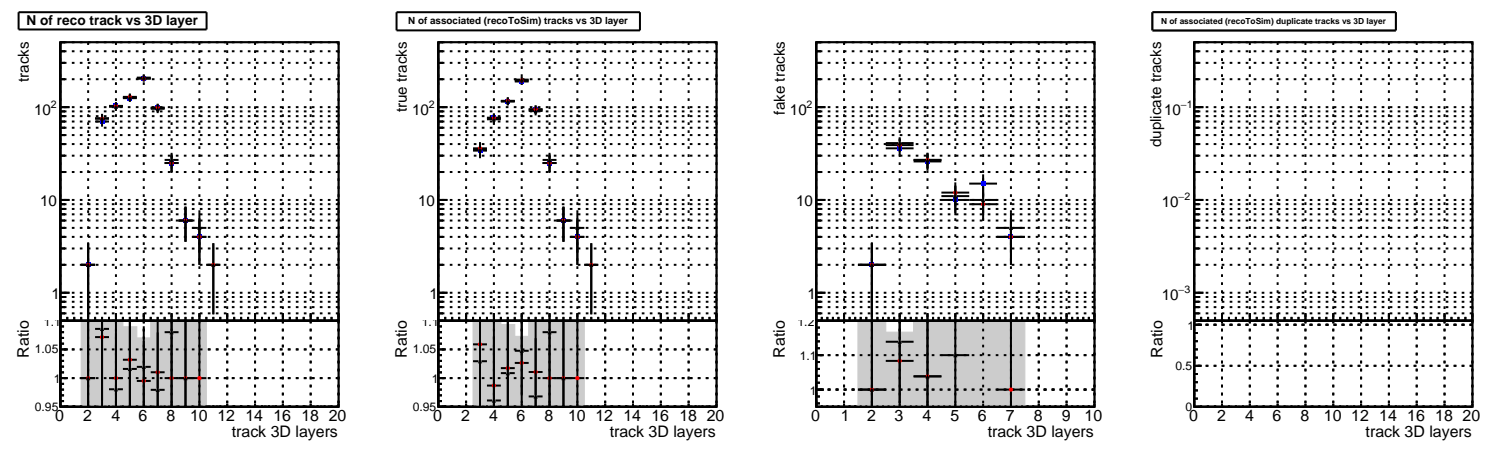 N of reco track vs 3D layer
tracks
10²
10
1
Ratio
1.1
1.05
1
0.95
0 2 4 6 8 10 12 14 16 18 20
track 3D layers
N of associated (recoToSim) tracks vs 3D layer
true tracks
10²
10
1
Ratio
1.1
1.05
1
0.95
0 2 4 6 8 10 12 14 16 18 20
track 3D layers
fake tracks
10²
10
1
Ratio
1.2
1.1
1
0 1 2 3 4 5 6 7 8 9 10
track 3D layers
N of associated (recoToSim) duplicate tracks vs 3D layer
duplicate tracks
10⁻¹
10⁻²
10⁻³
Ratio
1
0.5
0
0 2 4 6 8 10 12 14 16 18 20
track 3D layers